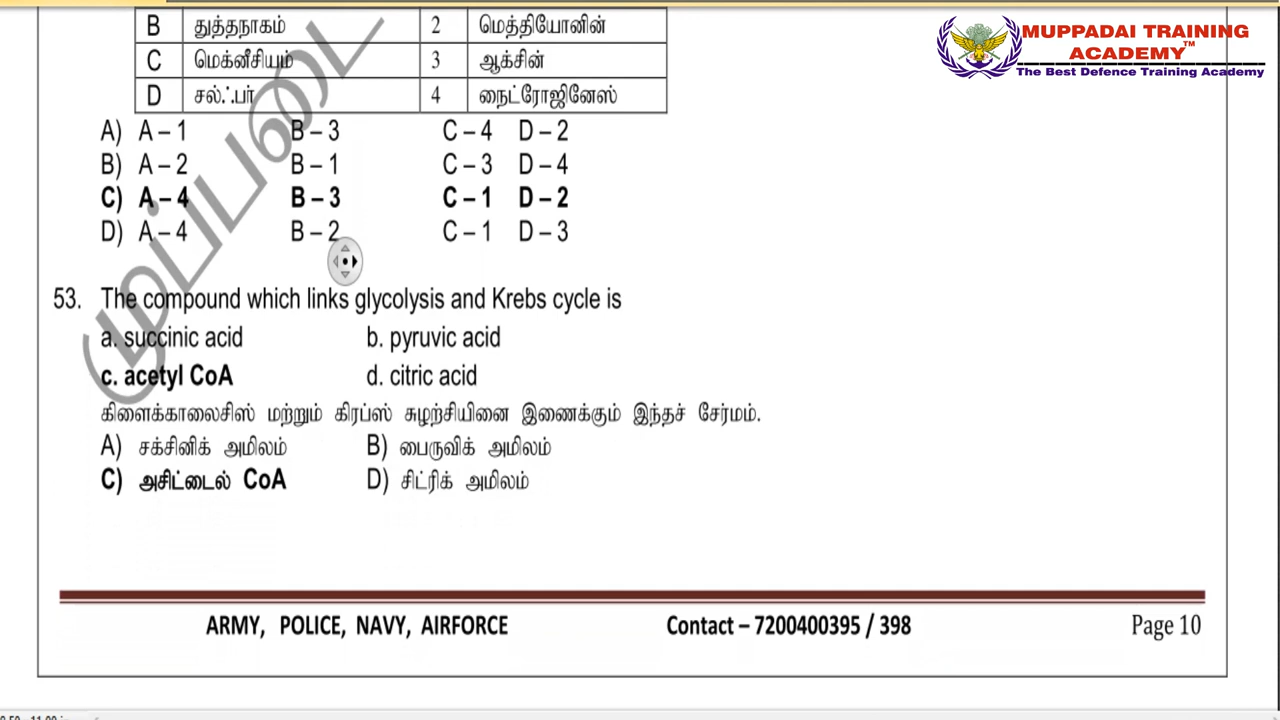 MUPPADAI TRAINING
ACADEMY™
The Best Defence Training Academy
B துத்தநாகம் 2 மெத்தியோனின்
C மெக்னீசியம் 3 ஆக்சின்
D சல்ஃபர் 4 நைட்ரோஜினேஸ்
A) A – 1 B – 3 C – 4 D – 2
B) A – 2 B – 1 C – 3 D – 4
C) A – 4 B – 3 C – 1 D – 2
D) A – 4 B – 2 C – 1 D – 3
53. The compound which links glycolysis and Krebs cycle is
a. succinic acid b. pyruvic acid
c. acetyl CoA d. citric acid
கிளைக்காலைசிஸ் மற்றும் கிரப்ஸ் சுழற்சியினை இணைக்கும் இந்தச் சேர்மம்.
A) சக்சினிக் அமிலம் B) பைருவிக் அமிலம்
C) அசிட்டைல் CoA D) சிட்ரிக் அமிலம்
ARMY, POLICE, NAVY, AIRFORCE Contact – 7200400395 / 398 Page 10